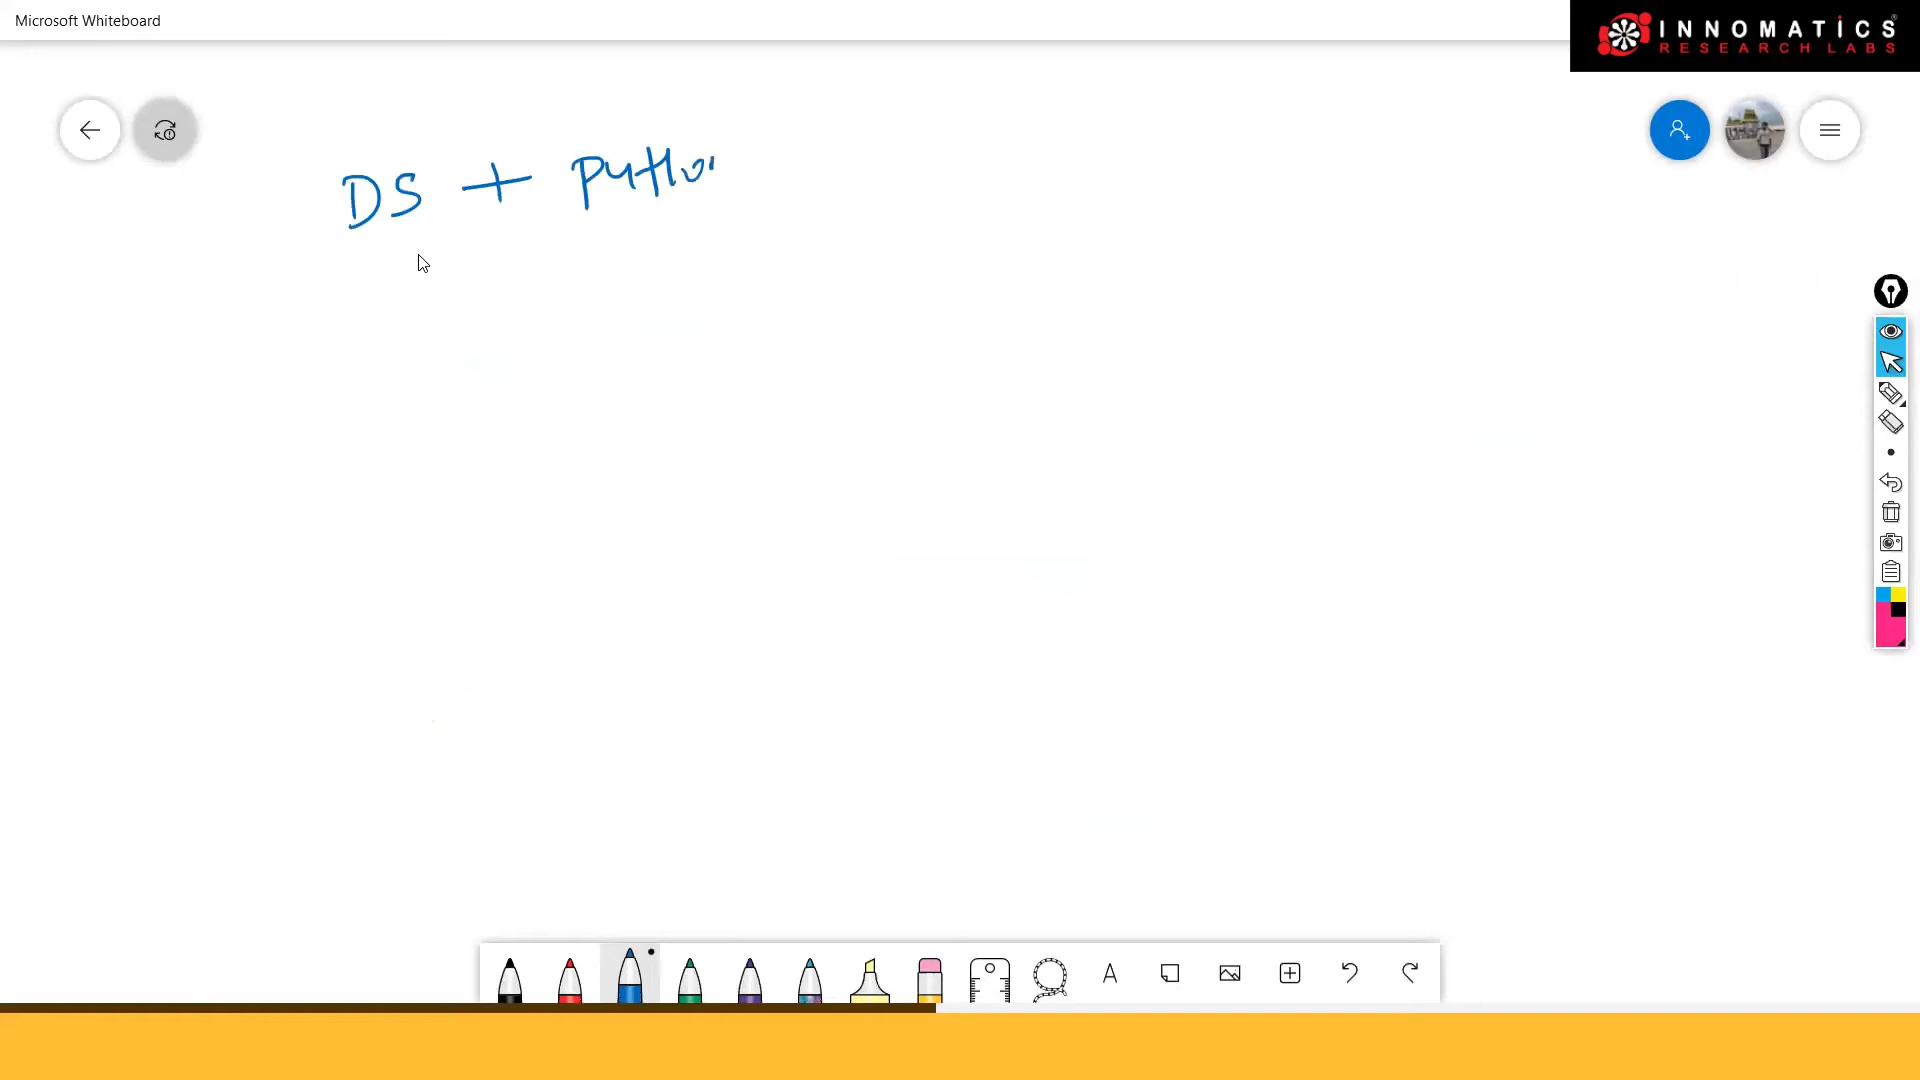 Microsoft Whiteboard
INNOMATICS
RESEARCH LABS
DS + Pytho
A